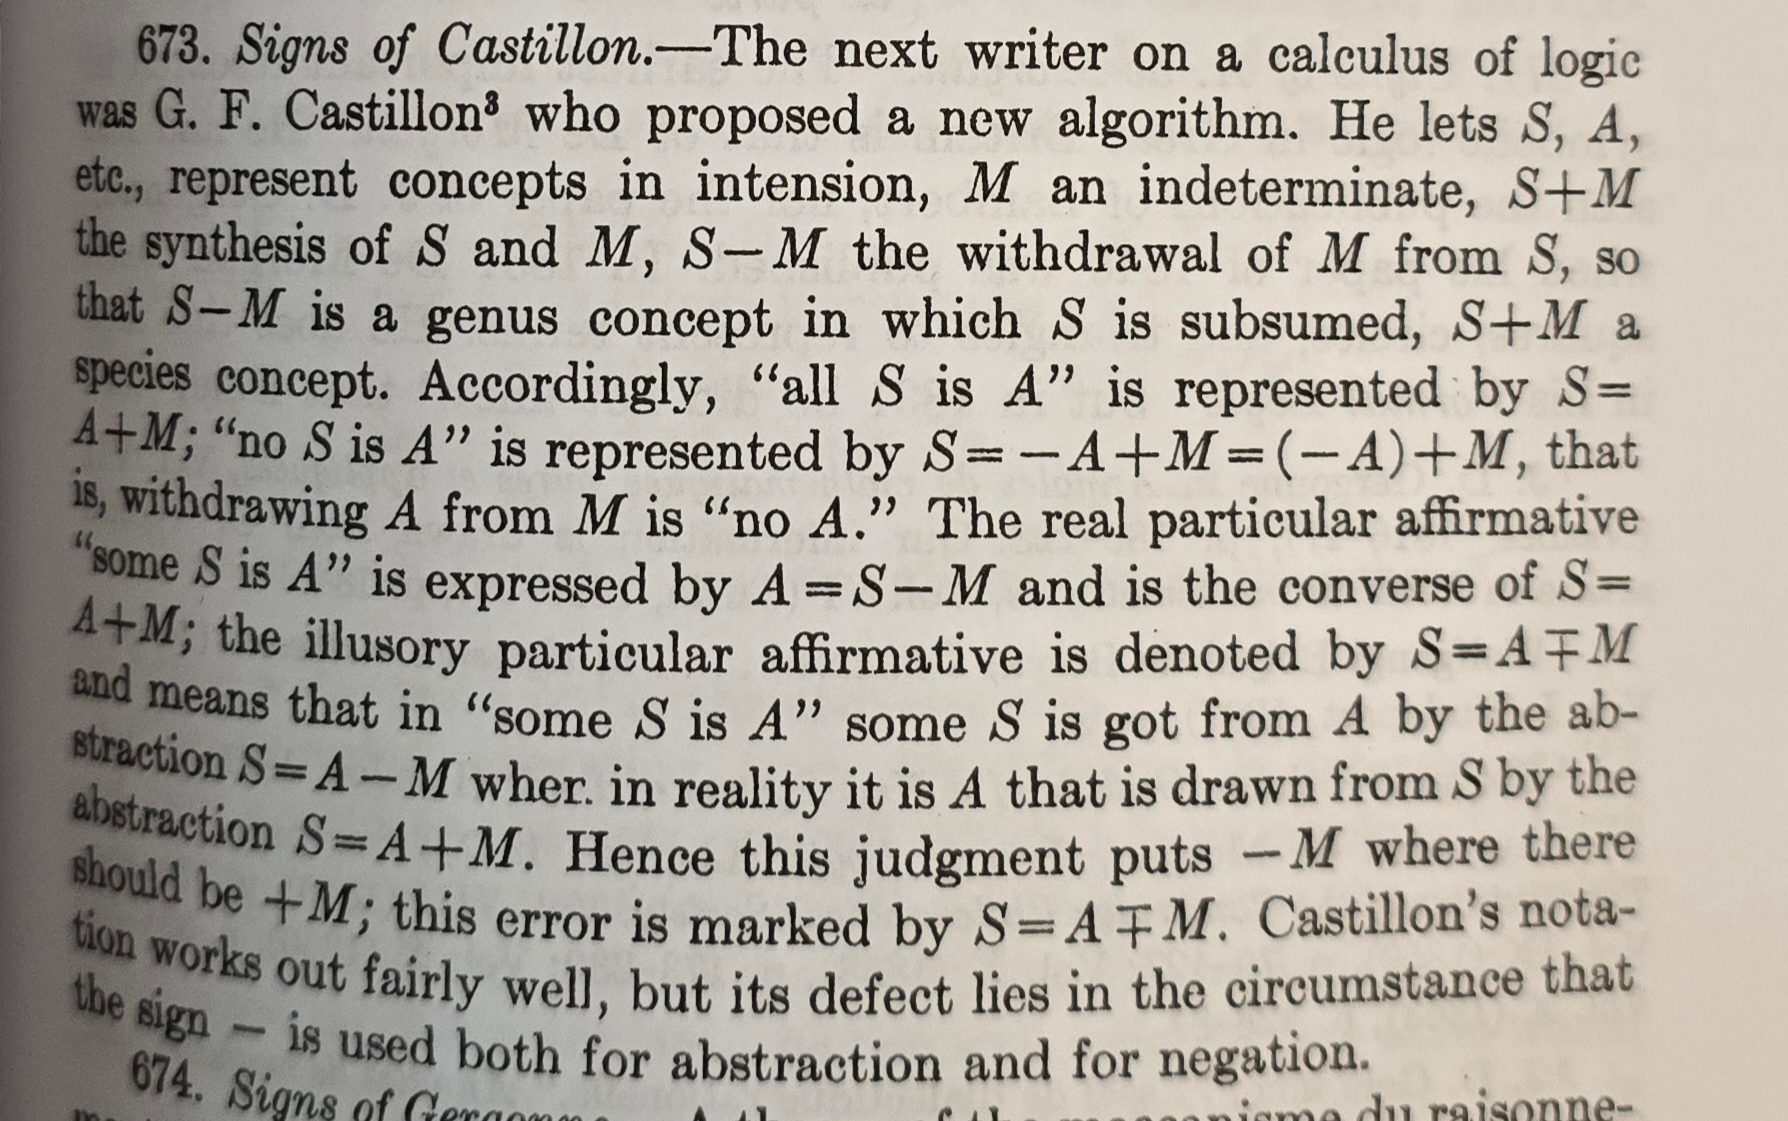 673. Signs of Castillon.—The next writer on a calculus of logic
was G. F. Castillon³ who proposed a new algorithm. He lets S, A,
etc., represent concepts in intension, M an indeterminate, S+M
the synthesis of S and M, S−M the withdrawal of M from S, so
that S−M is a genus concept in which S is subsumed, S+M a
species concept. Accordingly, “all S is A” is represented by S=
A+M; “no S is A” is represented by S=−A+M=(−A)+M, that
is, withdrawing A from M is “no A.” The real particular affirmative
“some S is A” is expressed by A=S−M and is the converse of S=
A+M; the illusory particular affirmative is denoted by S=A∓M
and means that in “some S is A” some S is got from A by the ab-
straction S=A−M wher. in reality it is A that is drawn from S by the
abstraction S=A+M. Hence this judgment puts −M where there
should be +M; this error is marked by S=A∓M. Castillon’s nota-
tion works out fairly well, but its defect lies in the circumstance that
the sign − is used both for abstraction and for negation.
674. Signs of
du raisonne-